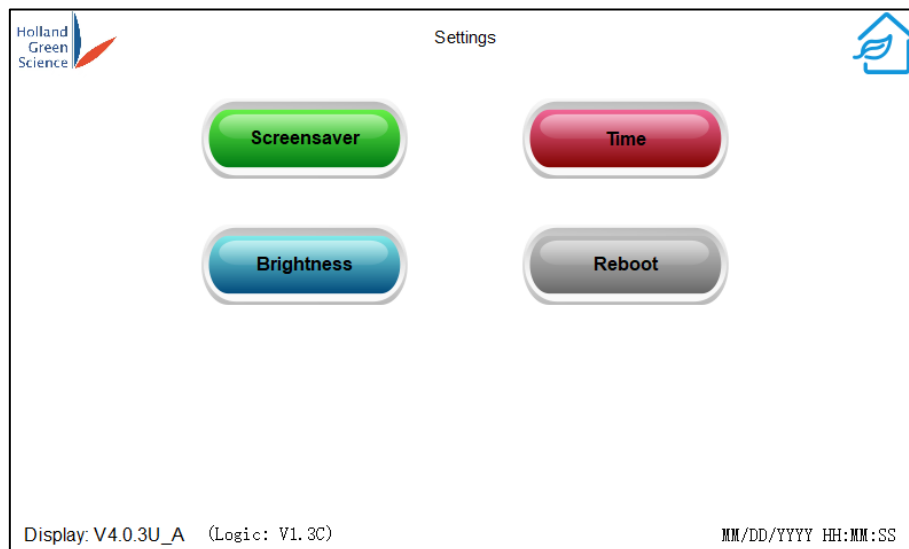 Holland
Green
Science
Settings
Screensaver
Time
Brightness
Reboot
Display: V4.0.3U_A (Logic: V1.3C)
MM/DD/YYYY HH:MM:SS